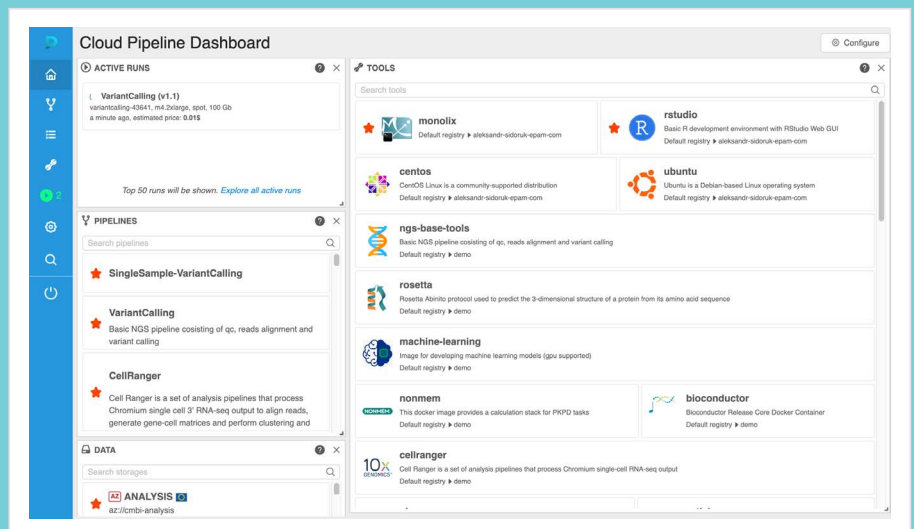 Cloud Pipeline Dashboard
Configure
ACTIVE RUNS
VariantCalling (v1.1)
variantcalling-43641, m4.2xlarge, spot, 100 Gb
a minute ago, estimated price: 0.01$
Top 50 runs will be shown. Explore all active runs
2
PIPELINES
Search pipelines
SingleSample-VariantCalling
VariantCalling
Basic NGS pipeline cosisting of qc, reads alignment and
variant calling
CellRanger
Cell Ranger is a set of analysis pipelines that process
Chromium single cell 3' RNA-seq output to align reads,
generate gene-cell matrices and perform clustering and
DATA
Search storages
AZ ANALYSIS
az://cmbi-analysis
TOOLS
Search tools
monolix
Default registry ▶ aleksandr-sidoruk-epam-com
R
rstudio
Basic R development environment with RStudio Web GUI
Default registry ▶ aleksandr-sidoruk-epam-com
centos
CentOS Linux is a community-supported distribution
Default registry ▶ aleksandr-sidoruk-epam-com
ubuntu
Ubuntu is a Debian-based Linux operating system
Default registry ▶ aleksandr-sidoruk-epam-com
ngs-base-tools
Basic NGS pipeline cosisting of qc, reads alignment and variant calling
Default registry ▶ demo
rosetta
Rosetta Abinito protocol used to predict the 3-dimensional structure of a protein from its amino acid sequence
Default registry ▶ demo
machine-learning
Image for developing machine learning models (gpu supported)
Default registry ▶ demo
NONMEM
nonmem
This docker image provides a calculation stack for PKPD tasks
Default registry ▶ demo
bioconductor
Bioconductor Release Core Docker Container
Default registry ▶ demo
10X
GENOMICS
cellranger
Cell Ranger is a set of analysis pipelines that process Chromium single-cell RNA-seq output
Default registry ▶ demo